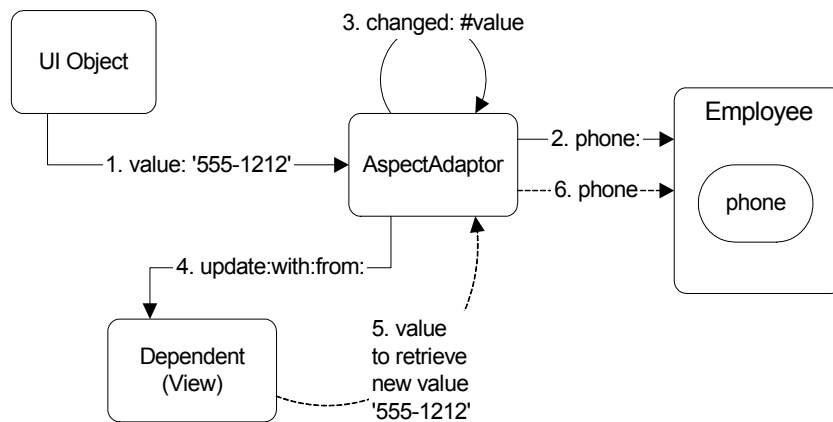 3. changed: #value
UI Object
Employee
1. value: '555-1212'
AspectAdaptor
2. phone:
6. phone
phone
4. update:with:from:
Dependent
(View)
5. value
to retrieve
new value
'555-1212'